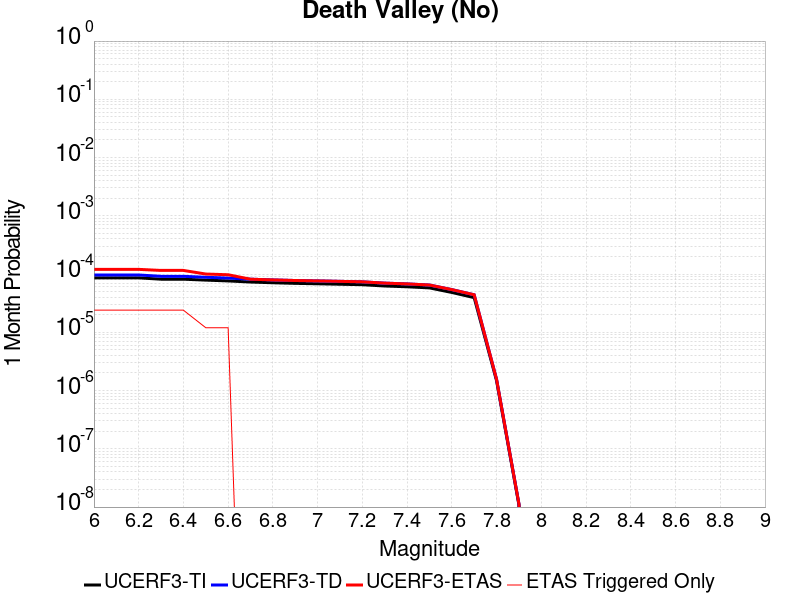 Death Valley (No)
10^0
10^-1
10^-2
10^-3
10^-4
10^-5
10^-6
10^-7
10^-8
1 Month Probability
6 6.2 6.4 6.6 6.8 7 7.2 7.4 7.6 7.8 8 8.2 8.4 8.6 8.8 9
Magnitude
UCERF3-TI UCERF3-TD UCERF3-ETAS ETAS Triggered Only